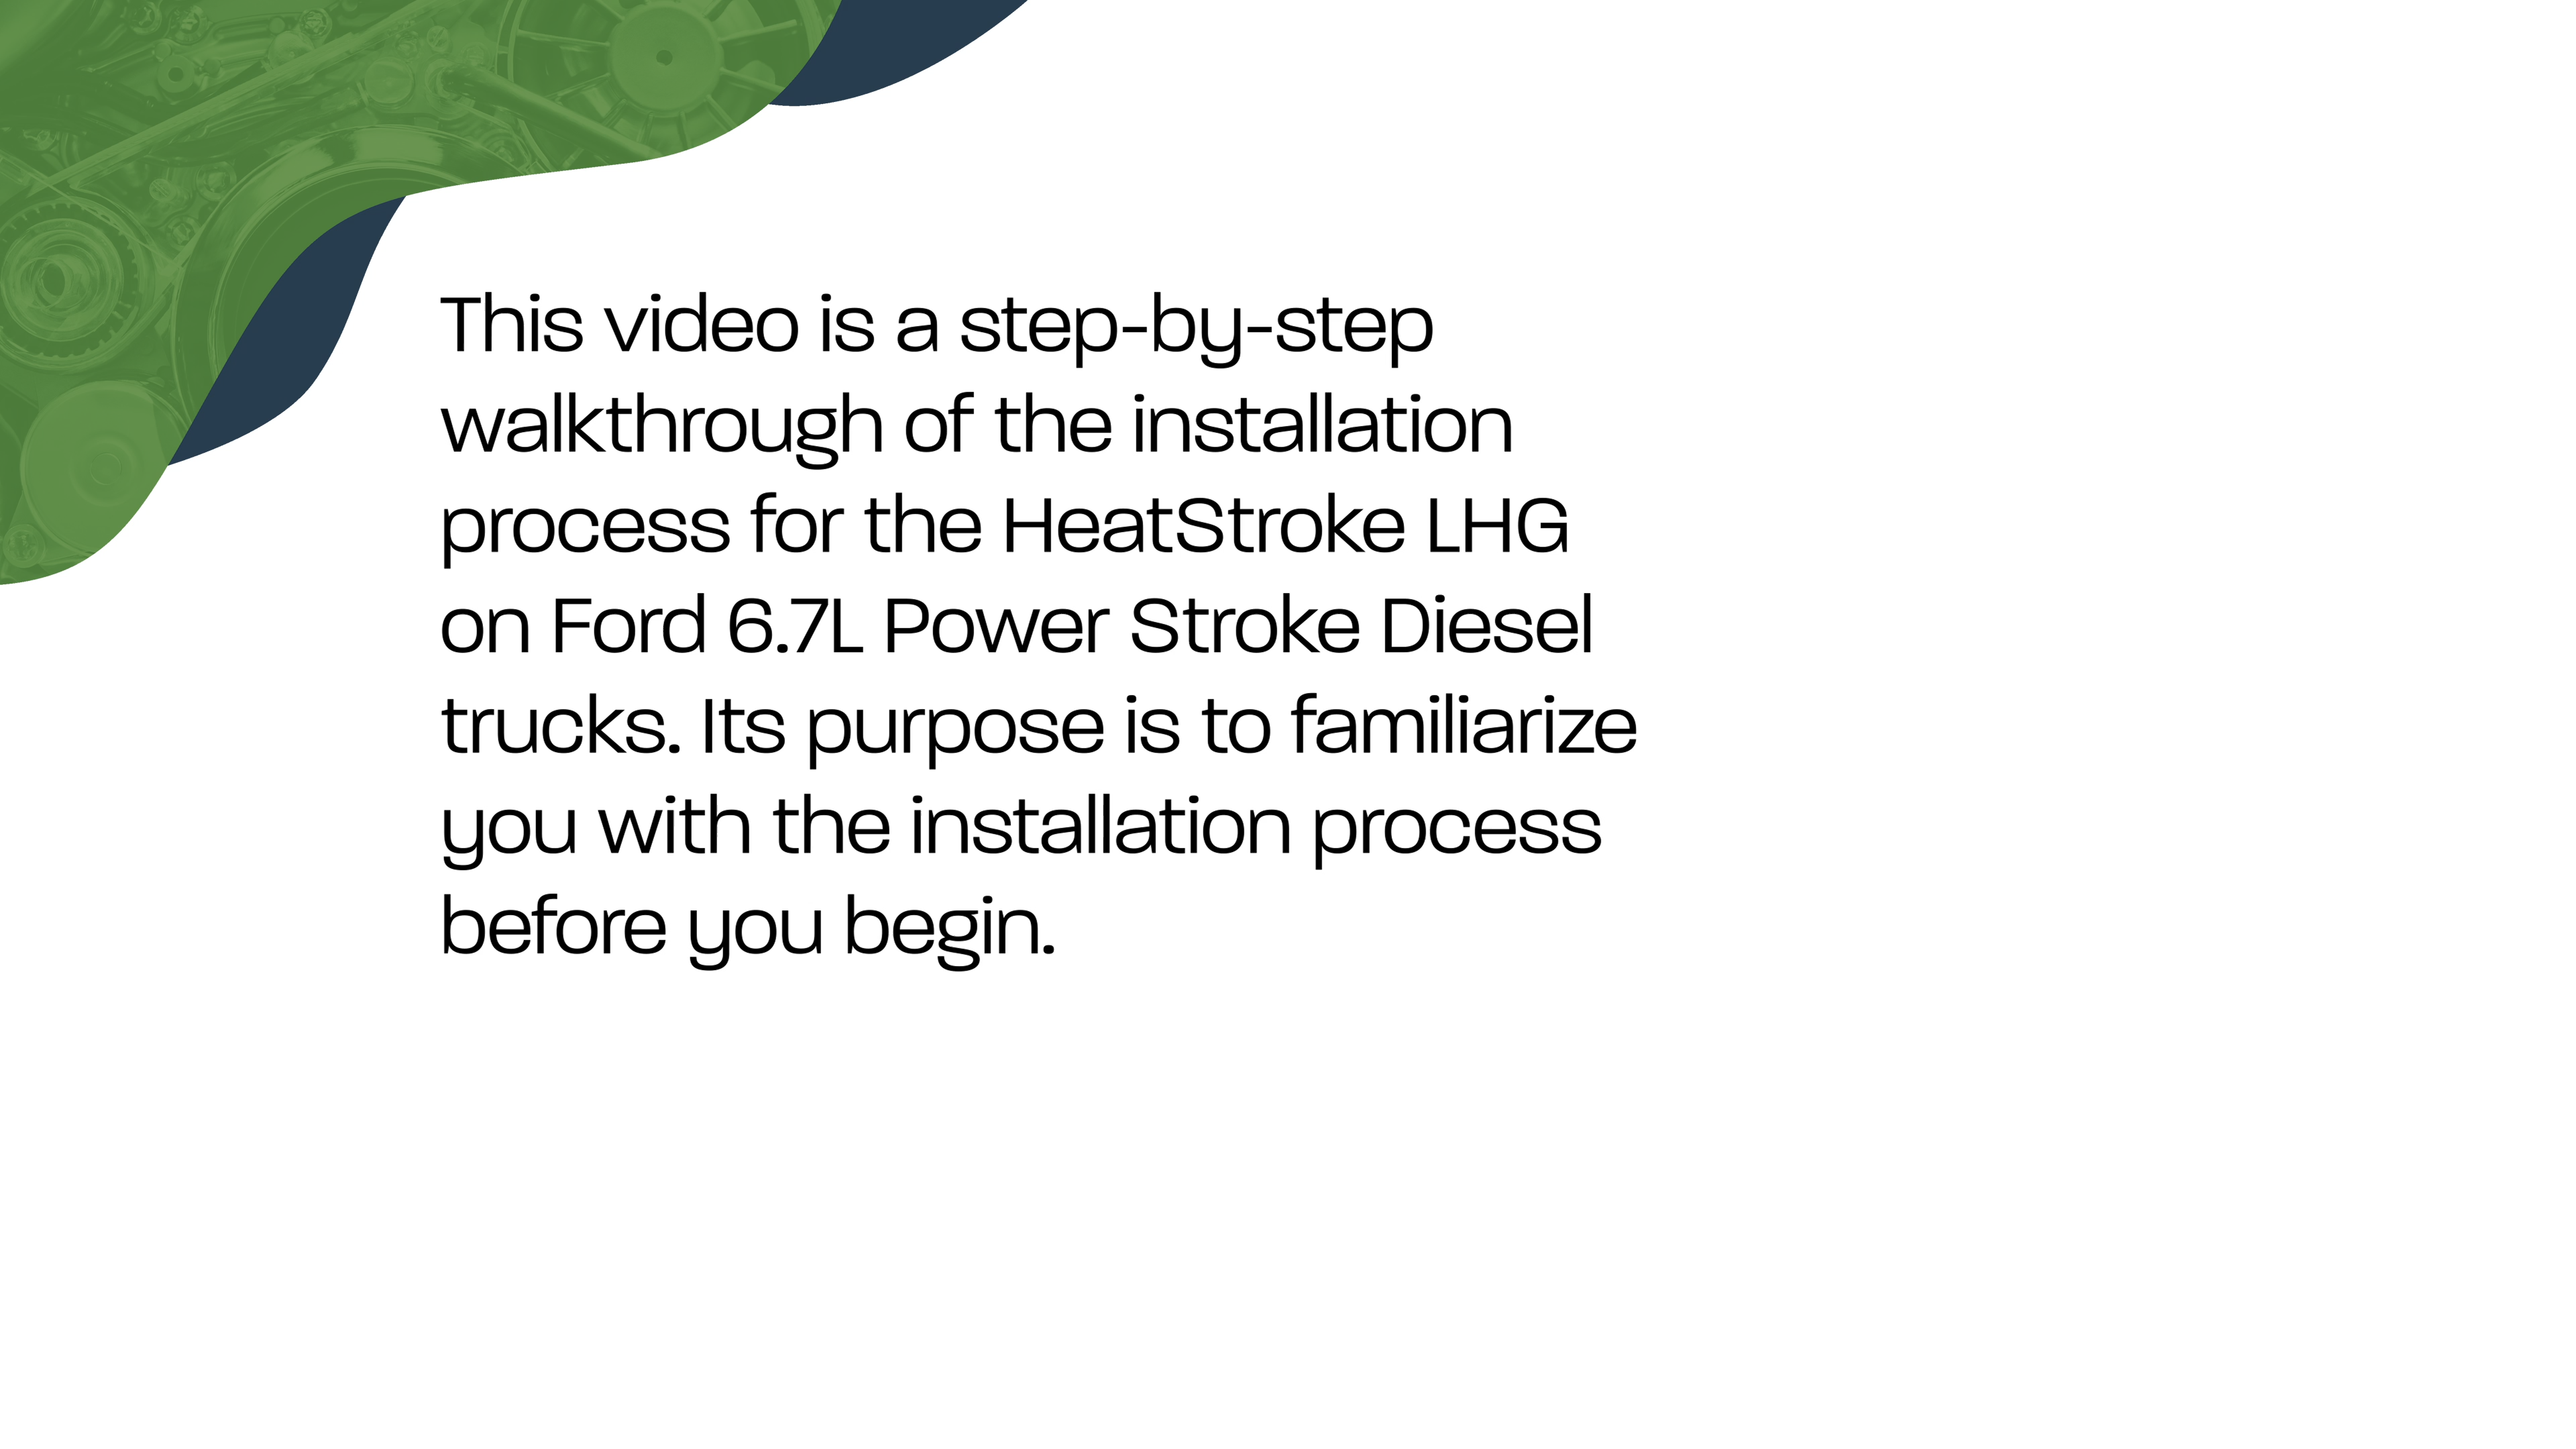 This video is a step-by-step
walkthrough of the installation
process for the HeatStroke LHG
on Ford 6.7L Power Stroke Diesel
trucks. Its purpose is to familiarize
you with the installation process
before you begin.